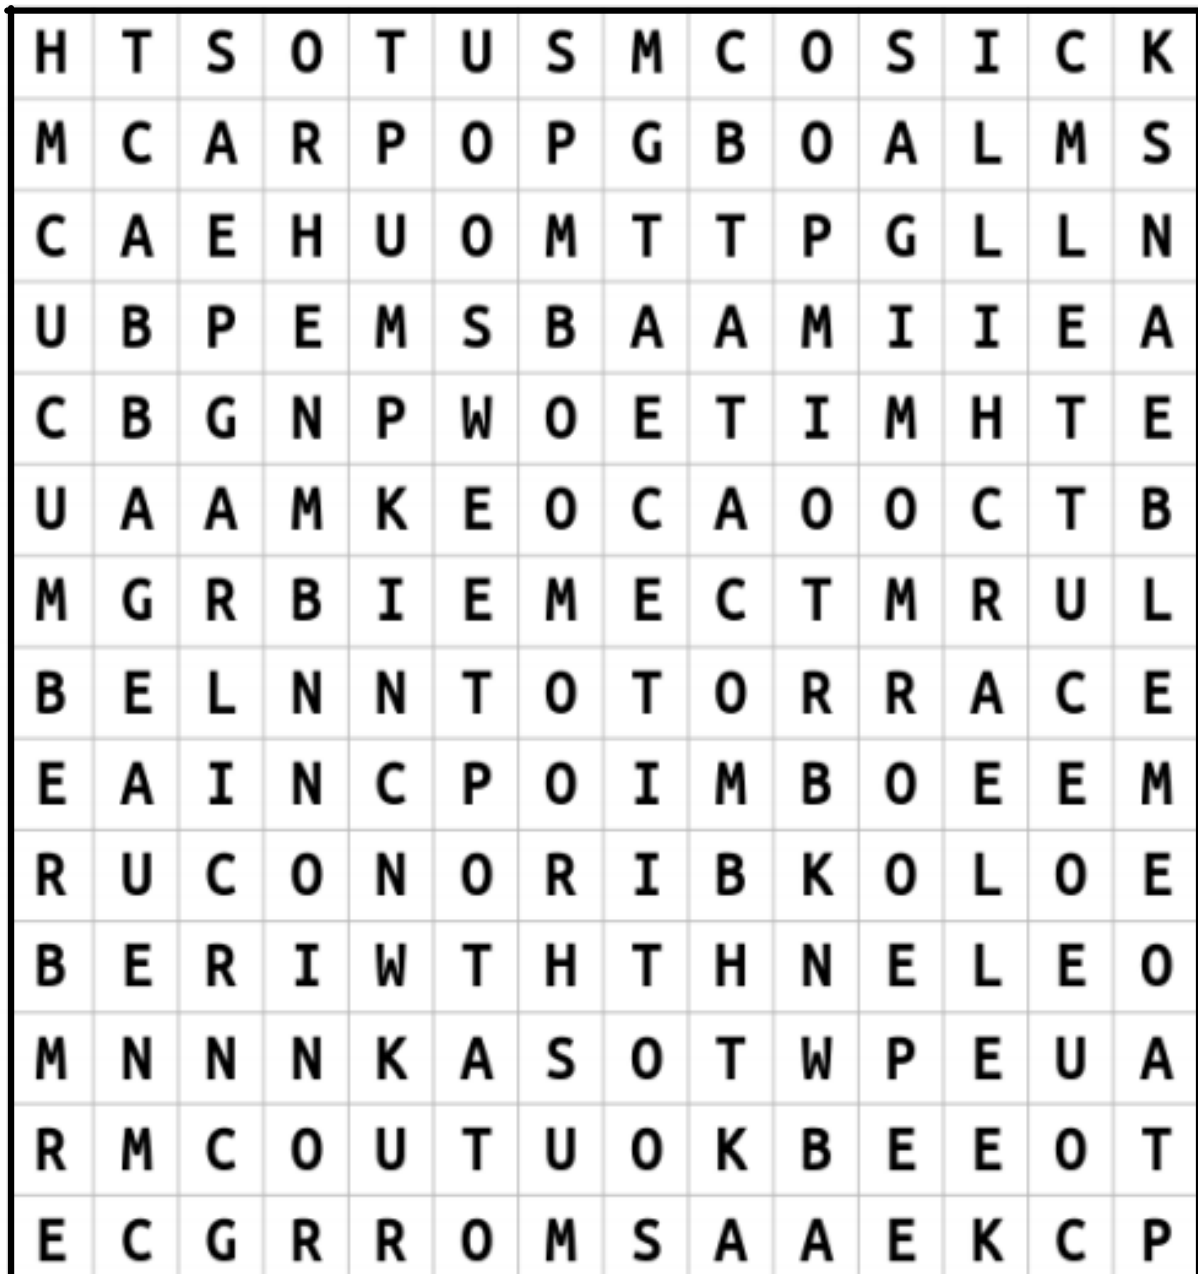 H T S O T U S M C O S I C K
M C A R P O P G B O A L M S
C A E H U O M T T P G L L N
U B P E M S B A A M I I E A
C B G N P W O E T I M H T E
U A A M K E O C A O O C T B
M G R B I E M E C T M R U L
B E L N N T O T O R R A C E
E A I N C P O I M B O E E M
R U C O N O R I B K O L O E
B E R I W T H T H N E L E O
M N N N K A S O T W P E U A
R M C O U T U O K B E E O T
E C G R R O M S A A E K C P